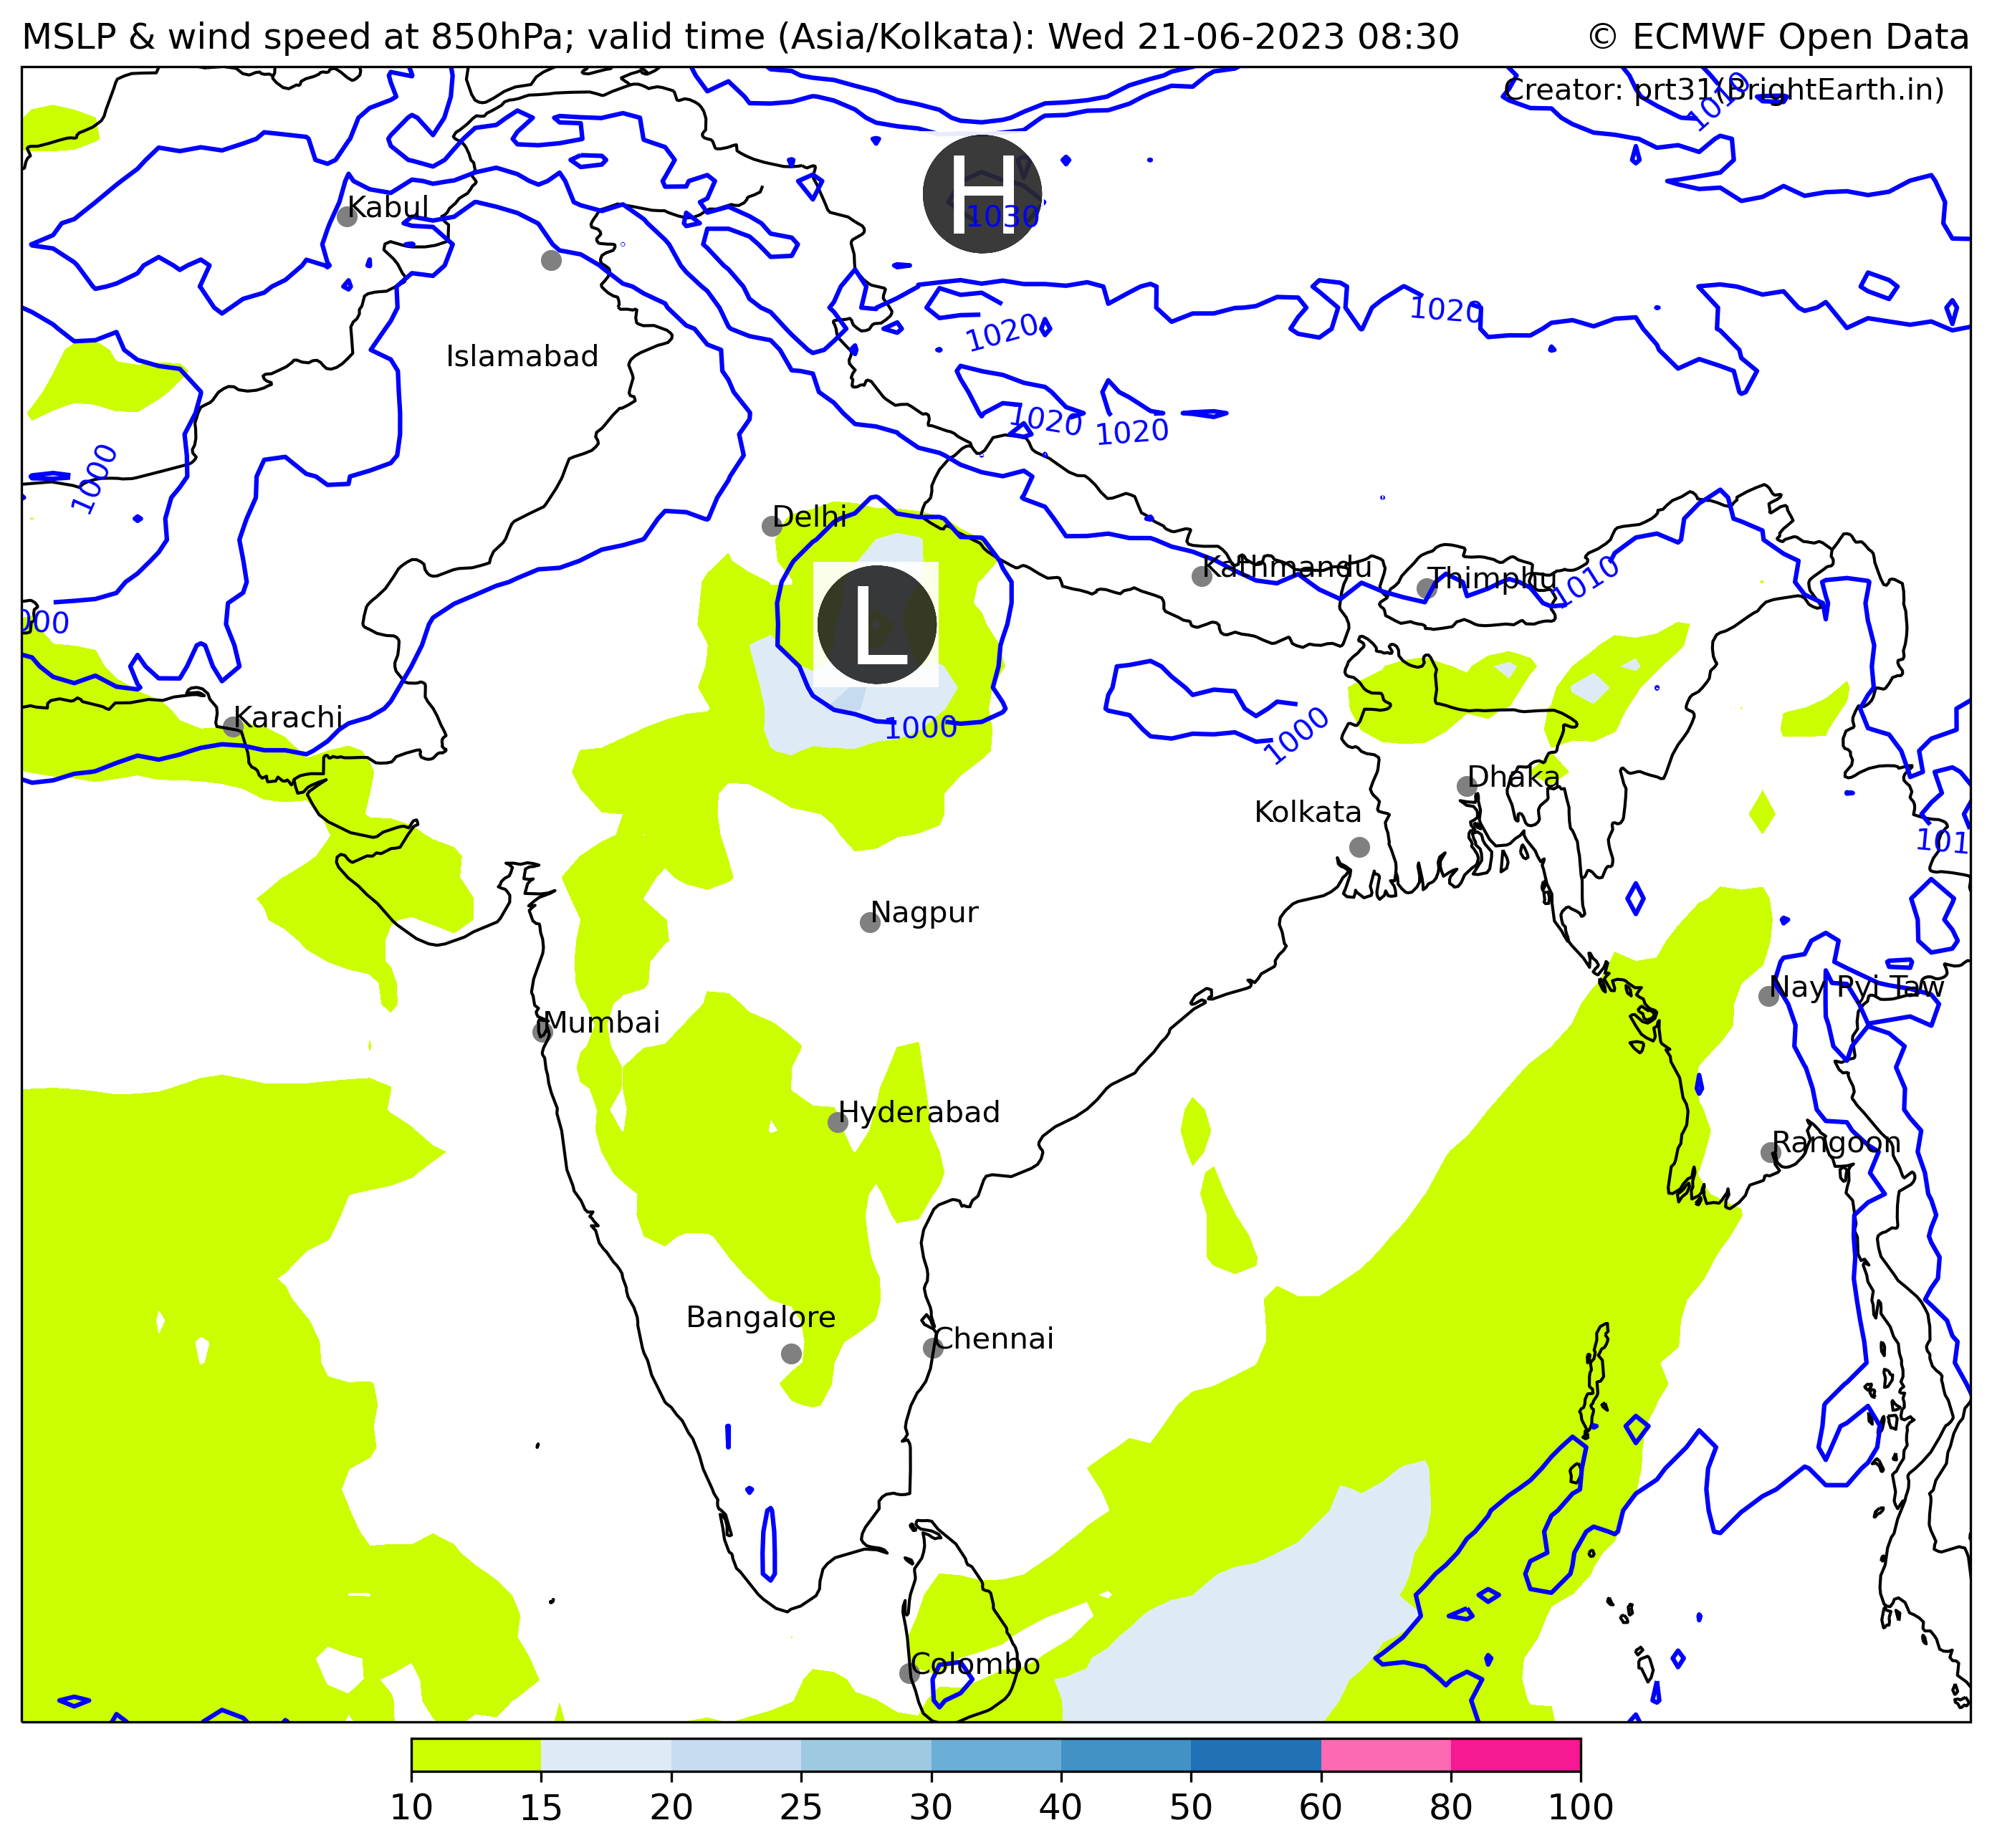 MSLP & wind speed at 850hPa; valid time (Asia/Kolkata): Wed 21-06-2023 08:30
© ECMWF Open Data
Creator: prt31(BrightEarth.in)
1010
H
1030
Kabul
1020
1020
Islamabad
1020
1020
1000
Delhi
Kathmandu
Thimphu
1010
000
L
Karachi
1000
1000
Dhaka
Kolkata
101
Nagpur
Nay Pyi Taw
Mumbai
Hyderabad
Rangoon
Bangalore
Chennai
Colombo
10 15 20 25 30 40 50 60 80 100